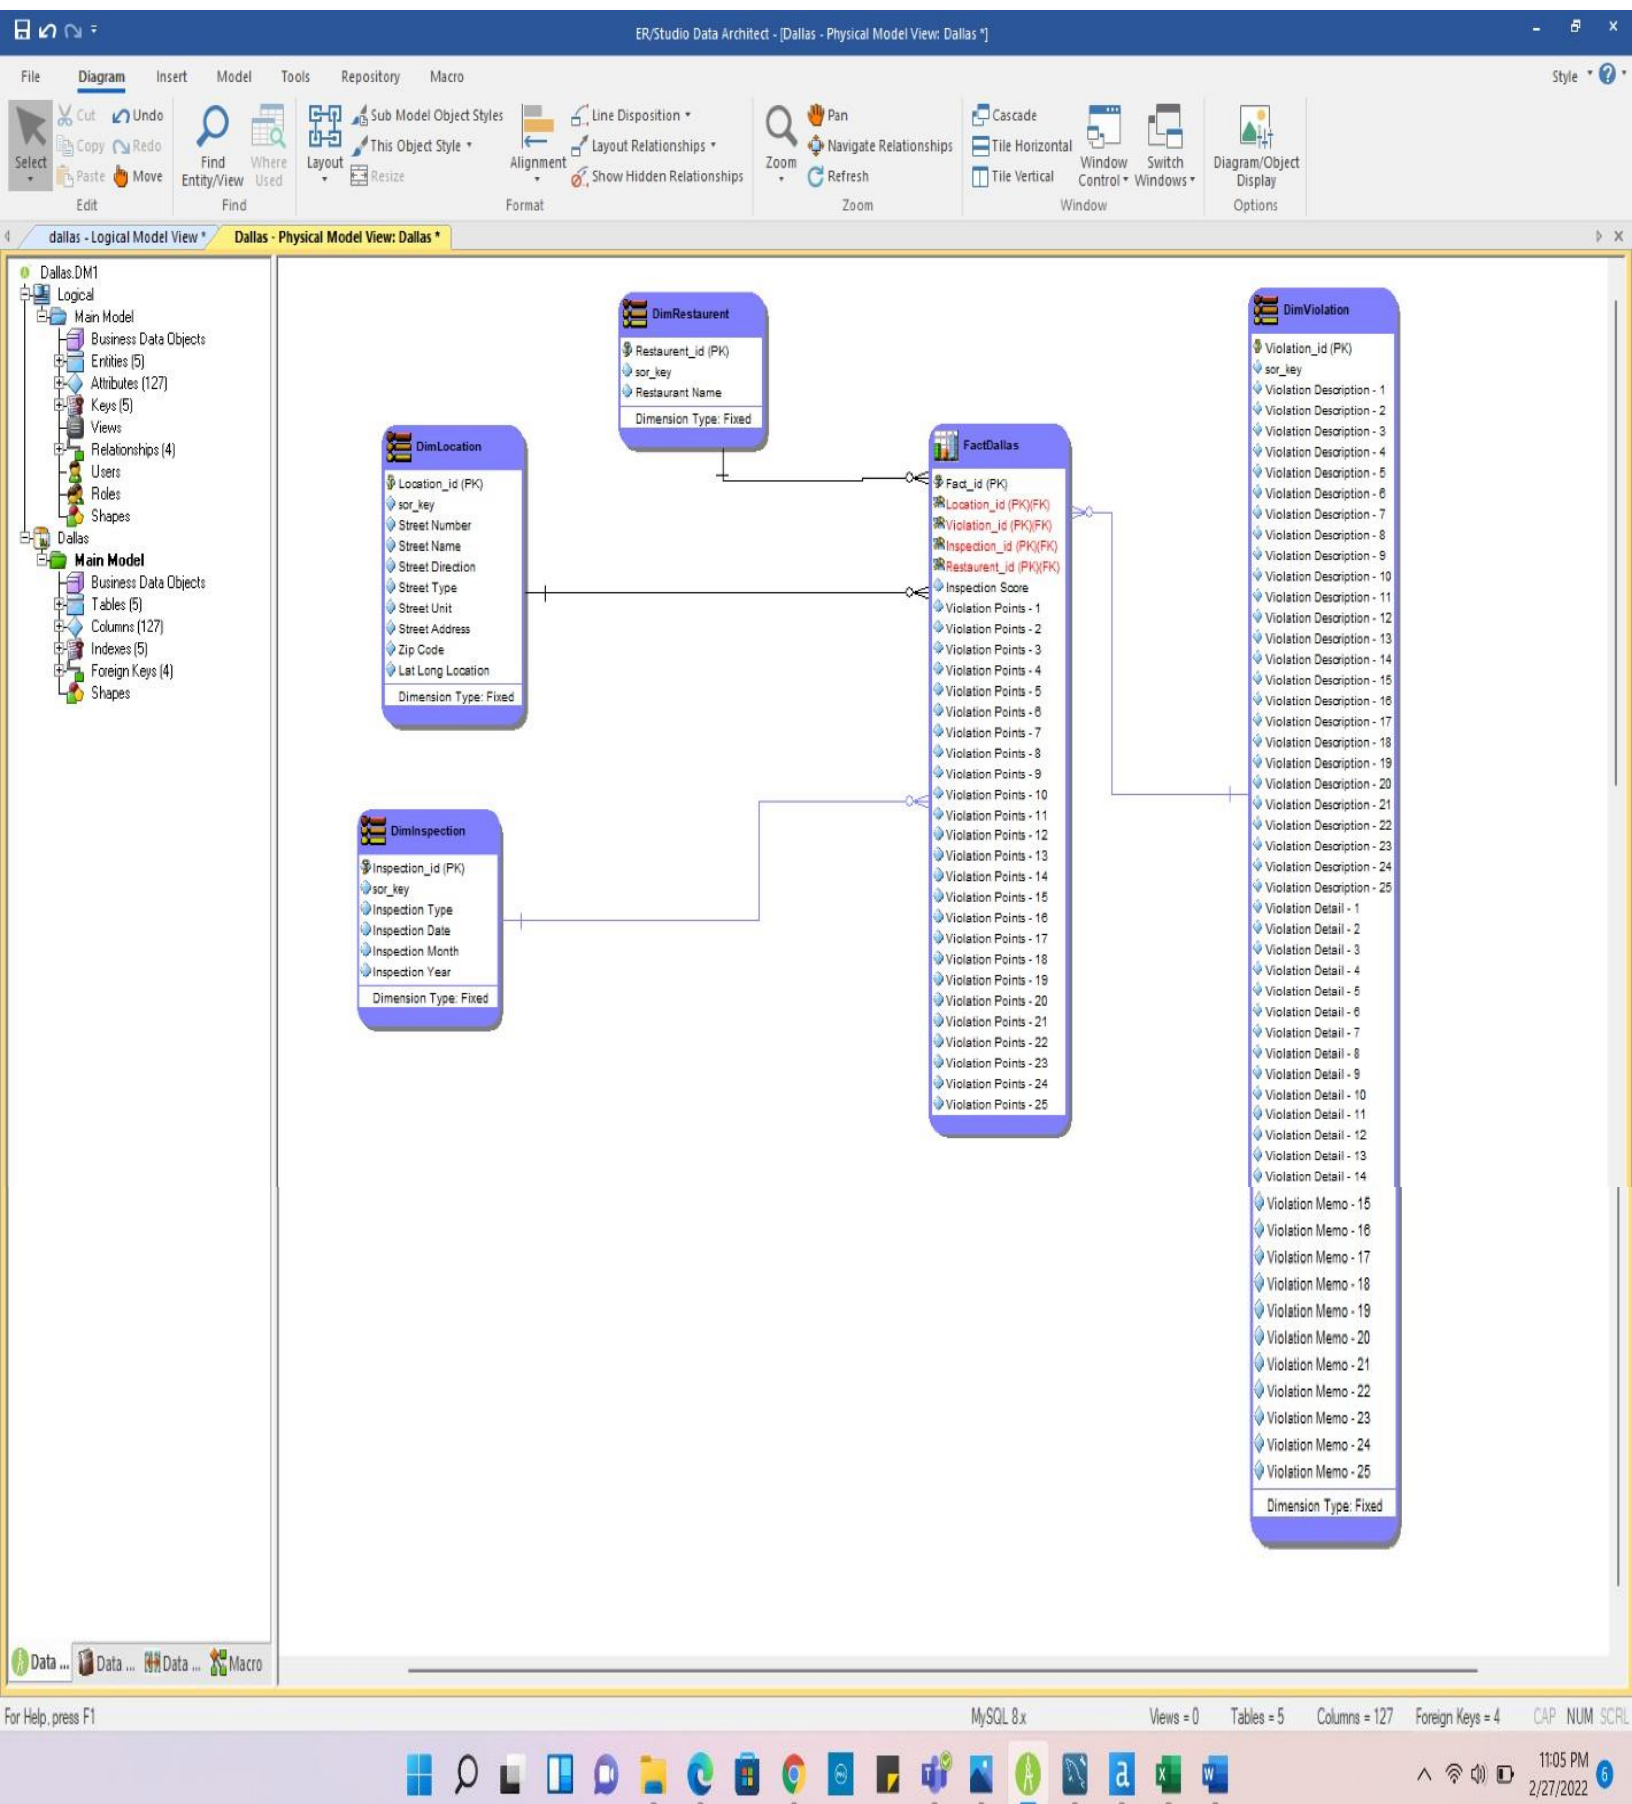 ER/Studio Data Architect - [Dallas - Physical Model View: Dallas *]
File Diagram Insert Model Tools Repository Macro Style
Select
Cut Undo
Copy Redo
Paste Move
Edit
Find Entity/View
Where Used
Find
Layout
Sub Model Object Styles
This Object Style
Resize
Alignment
Line Disposition
Layout Relationships
Show Hidden Relationships
Format
Zoom
Pan
Navigate Relationships
Refresh
Zoom
Cascade
Tile Horizontal
Tile Vertical
Window Control
Switch Windows
Window
Diagram/Object Display
Options
dallas - Logical Model View *
Dallas - Physical Model View: Dallas *
Dallas.DM1
Logical
Main Model
Business Data Objects
Entities (5)
Attributes (127)
Keys (5)
Views
Relationships (4)
Users
Roles
Shapes
Dallas
Main Model
Business Data Objects
Tables (5)
Columns (127)
Indexes (5)
Foreign Keys (4)
Shapes
Data ... Data ... Data ... Macro
DimRestaurent
Restaurent_id (PK)
sor_key
Restaurant Name
Dimension Type: Fixed
DimLocation
Location_id (PK)
sor_key
Street Number
Street Name
Street Direction
Street Type
Street Unit
Street Address
Zip Code
Lat Long Location
Dimension Type: Fixed
DimInspection
Inspection_id (PK)
sor_key
Inspection Type
Inspection Date
Inspection Month
Inspection Year
Dimension Type: Fixed
FactDallas
Fact_id (PK)
Location_id (PK)(FK)
Violation_id (PK)(FK)
Inspection_id (PK)(FK)
Restaurent_id (PK)(FK)
Inspection Score
Violation Points - 1
Violation Points - 2
Violation Points - 3
Violation Points - 4
Violation Points - 5
Violation Points - 6
Violation Points - 7
Violation Points - 8
Violation Points - 9
Violation Points - 10
Violation Points - 11
Violation Points - 12
Violation Points - 13
Violation Points - 14
Violation Points - 15
Violation Points - 16
Violation Points - 17
Violation Points - 18
Violation Points - 19
Violation Points - 20
Violation Points - 21
Violation Points - 22
Violation Points - 23
Violation Points - 24
Violation Points - 25
DimViolation
Violation_id (PK)
sor_key
Violation Description - 1
Violation Description - 2
Violation Description - 3
Violation Description - 4
Violation Description - 5
Violation Description - 6
Violation Description - 7
Violation Description - 8
Violation Description - 9
Violation Description - 10
Violation Description - 11
Violation Description - 12
Violation Description - 13
Violation Description - 14
Violation Description - 15
Violation Description - 16
Violation Description - 17
Violation Description - 18
Violation Description - 19
Violation Description - 20
Violation Description - 21
Violation Description - 22
Violation Description - 23
Violation Description - 24
Violation Description - 25
Violation Detail - 1
Violation Detail - 2
Violation Detail - 3
Violation Detail - 4
Violation Detail - 5
Violation Detail - 6
Violation Detail - 7
Violation Detail - 8
Violation Detail - 9
Violation Detail - 10
Violation Detail - 11
Violation Detail - 12
Violation Detail - 13
Violation Detail - 14
Violation Memo - 15
Violation Memo - 16
Violation Memo - 17
Violation Memo - 18
Violation Memo - 19
Violation Memo - 20
Violation Memo - 21
Violation Memo - 22
Violation Memo - 23
Violation Memo - 24
Violation Memo - 25
Dimension Type: Fixed
For Help, press F1 MySQL 8.x Views = 0 Tables = 5 Columns = 127 Foreign Keys = 4 CAP NUM SCRL
11:05 PM
2/27/2022
6